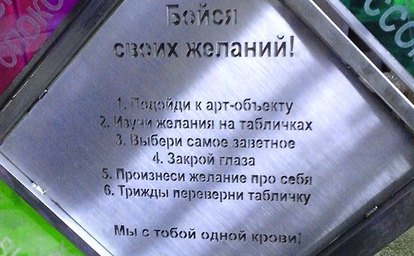 Бойся
своих желаний!
1. Подойди к арт-объекту
2. Изучи желания на табличках
3. Выбери самое заветное
4. Закрой глаза
5. Произнеси желание про себя
6. Трижды переверни табличку
Мы с тобой одной крови!